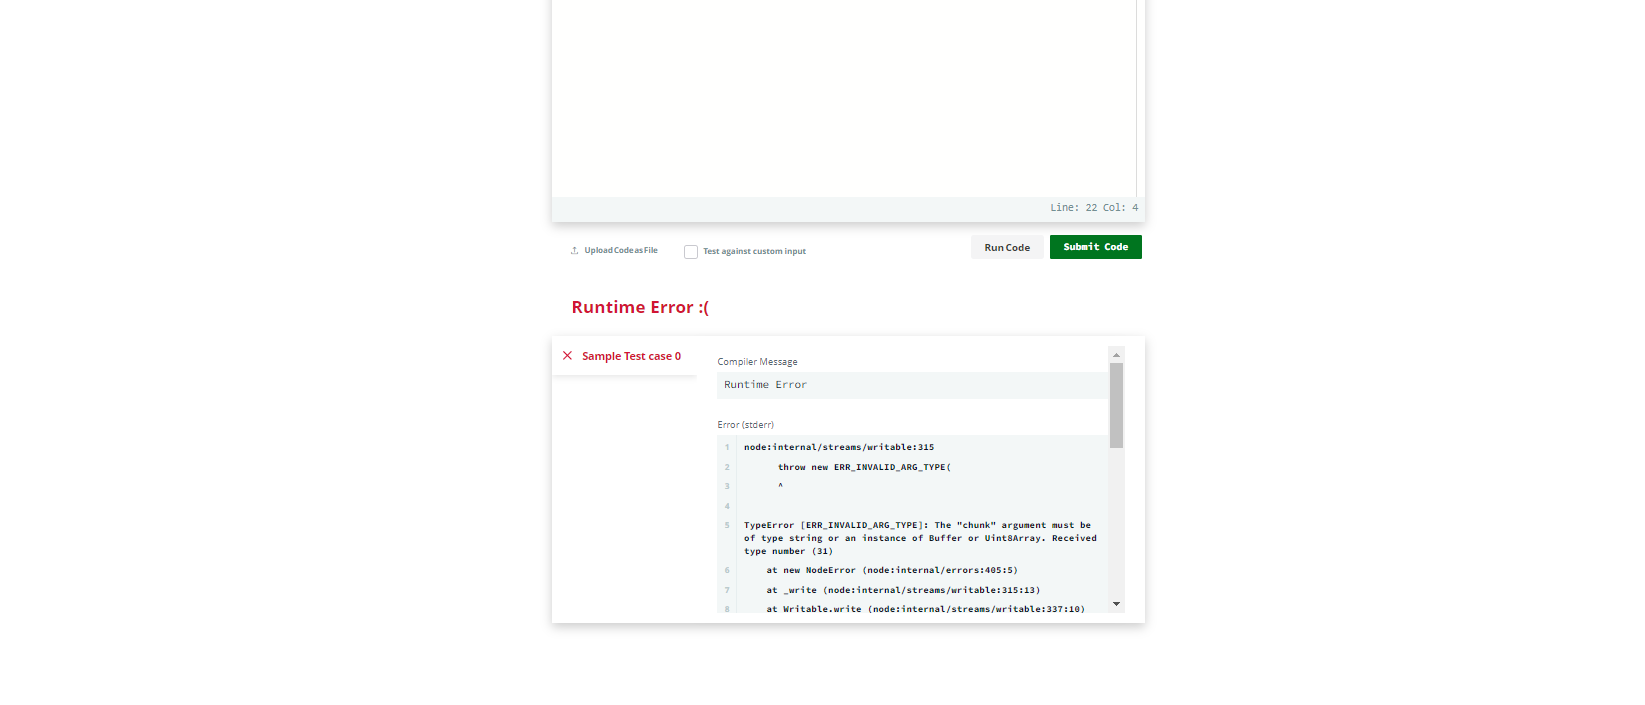 Line: 22 Col: 4
Upload Code as File
Test against custom input
Run Code
Submit Code
Runtime Error :(
Sample Test case 0
Compiler Message
Runtime Error
Error (stderr)
1 node:internal/streams/writable:315
2 throw new ERR_INVALID_ARG_TYPE(
3 ^
4
5 TypeError [ERR_INVALID_ARG_TYPE]: The "chunk" argument must be
of type string or an instance of Buffer or Uint8Array. Received
type number (31)
6 at new NodeError (node:internal/errors:405:5)
7 at _write (node:internal/streams/writable:315:13)
8 at Writable.write (node:internal/streams/writable:337:10)